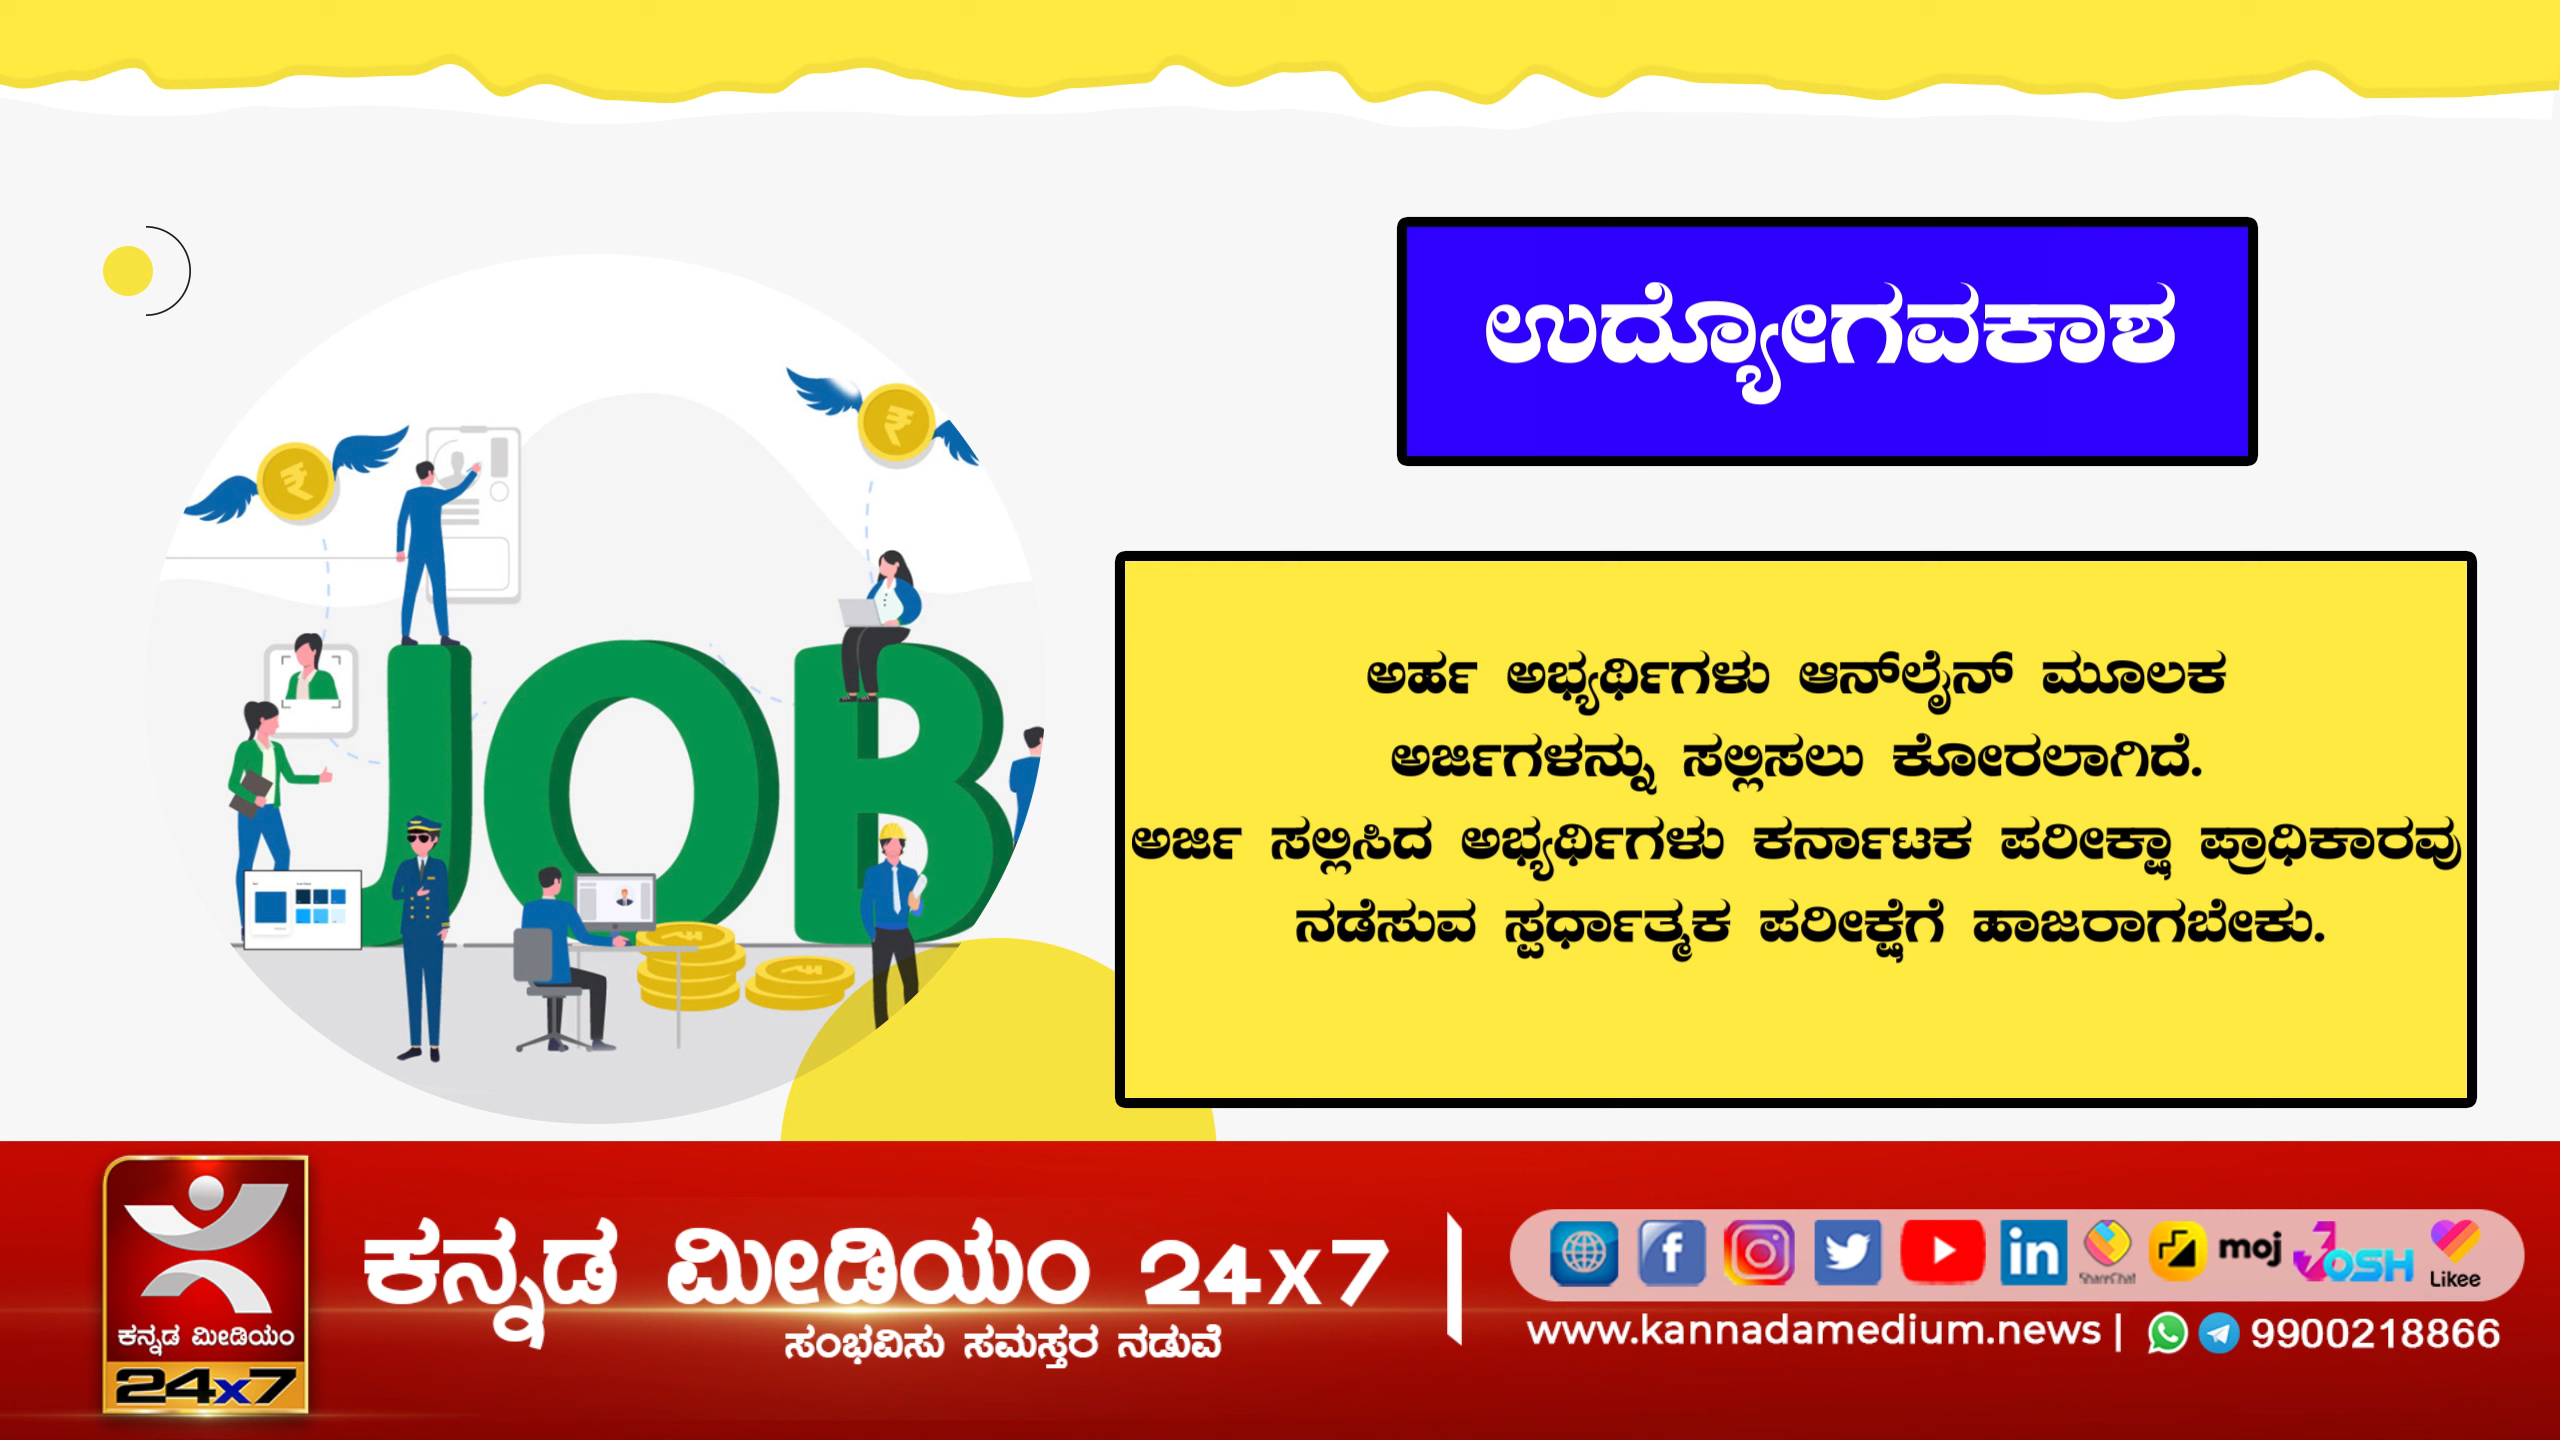 ಉದ್ಯೋಗವಕಾಶ
JOB
ಅರ್ಹ ಅಭ್ಯರ್ಥಿಗಳು ಆನ್‌ಲೈನ್ ಮೂಲಕ
ಅರ್ಜಿಗಳನ್ನು ಸಲ್ಲಿಸಲು ಕೋರಲಾಗಿದೆ.
ಅರ್ಜಿ ಸಲ್ಲಿಸಿದ ಅಭ್ಯರ್ಥಿಗಳು ಕರ್ನಾಟಕ ಪರೀಕ್ಷಾ ಪ್ರಾಧಿಕಾರವು
ನಡೆಸುವ ಸ್ಪರ್ಧಾತ್ಮಕ ಪರೀಕ್ಷೆಗೆ ಹಾಜರಾಗಬೇಕು.
ಕನ್ನಡ ಮೀಡಿಯಂ
24x7
ಕನ್ನಡ ಮೀಡಿಯಂ 24x7
ಸಂಭವಿಸು ಸಮಸ್ತರ ನಡುವೆ
ShareChat moj Josh Likee
www.kannadamedium.news | 9900218866